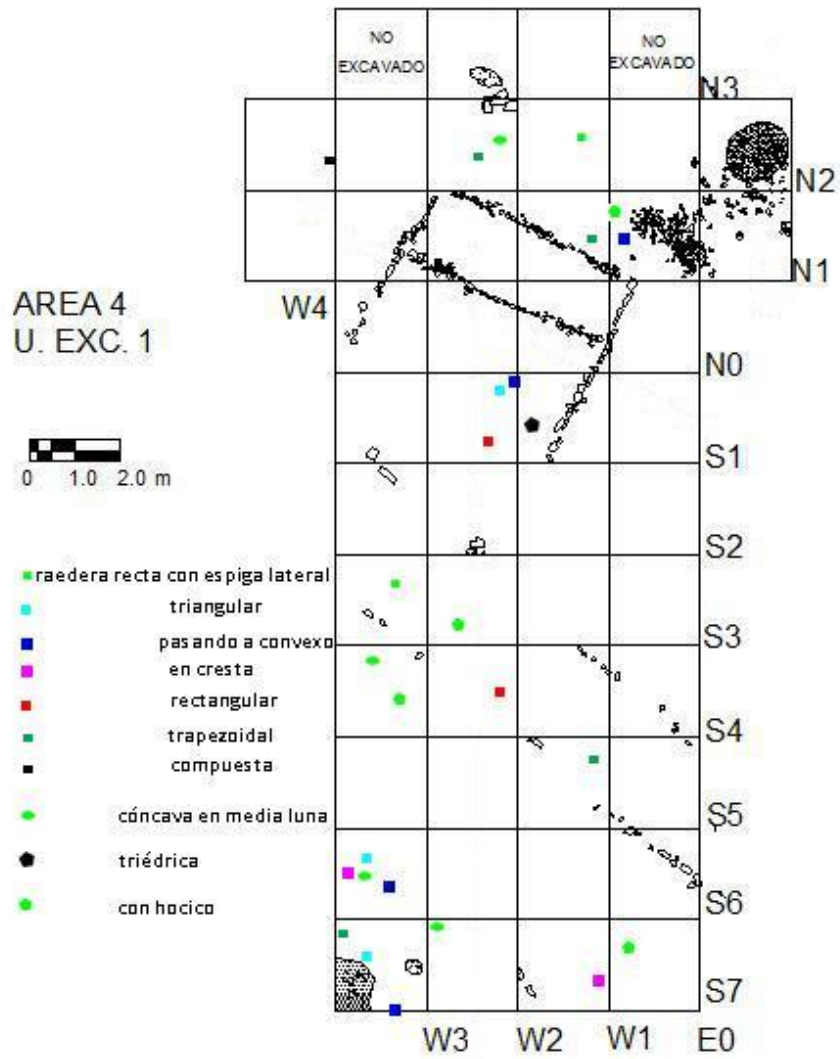 NO
EXCAVADO
NO
EXCAVADO
N3
N2
N1
AREA 4
U. EXC. 1
W4
N0
0 1.0 2.0 m
S1
S2
raedera recta con espiga lateral
triangular
pasando a convexo
en cresta
rectangular
trapezoidal
compuesta
cóncava en media luna
triédrica
con hocico
S3
S4
S5
S6
S7
W3 W2 W1 E0